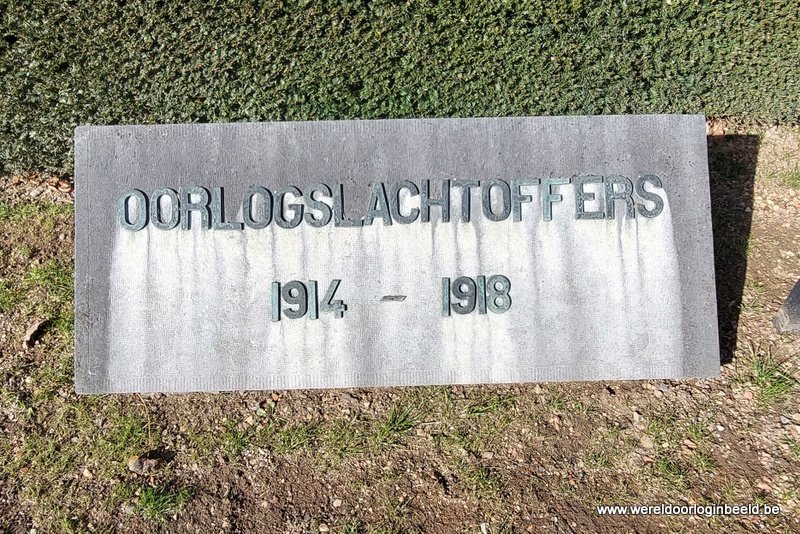 OORLOGSLACHTOFFERS
1914 - 1918
www.wereldoorloginbeeld.be